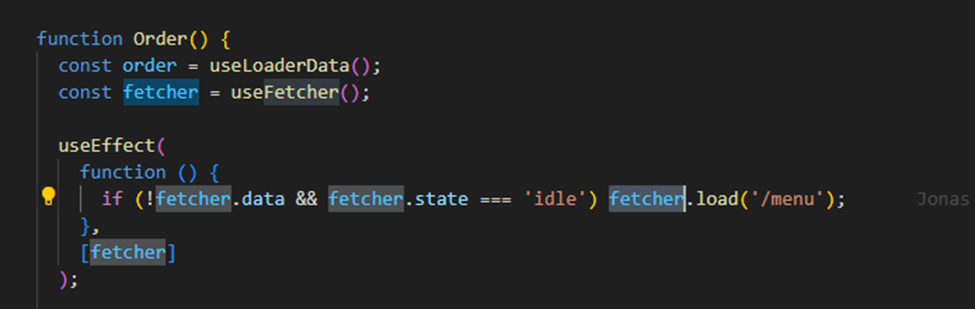 function Order() {
const order = useLoaderData();
const fetcher = useFetcher();
useEffect(
function () {
if (!fetcher.data && fetcher.state === 'idle') fetcher.load('/menu'); Jonas
},
[fetcher]
);